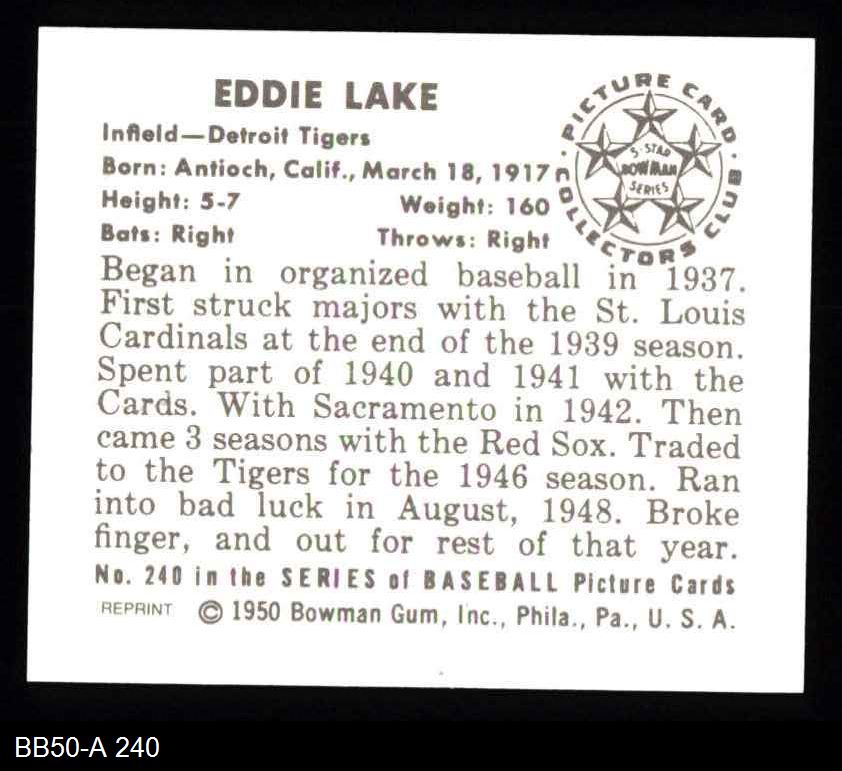 EDDIE LAKE
Infield—Detroit Tigers
Born: Antioch, Calif., March 18, 1917
Height: 5-7 Weight: 160
Bats: Right Throws: Right
PICTURE CARD
COLLECTORS CLUB
5-STAR
BOWMAN
SERIES
Began in organized baseball in 1937.
First struck majors with the St. Louis
Cardinals at the end of the 1939 season.
Spent part of 1940 and 1941 with the
Cards. With Sacramento in 1942. Then
came 3 seasons with the Red Sox. Traded
to the Tigers for the 1946 season. Ran
into bad luck in August, 1948. Broke
finger, and out for rest of that year.
No. 240 in the SERIES of BASEBALL Picture Cards
REPRINT © 1950 Bowman Gum, Inc., Phila., Pa., U. S. A.
BB50-A 240